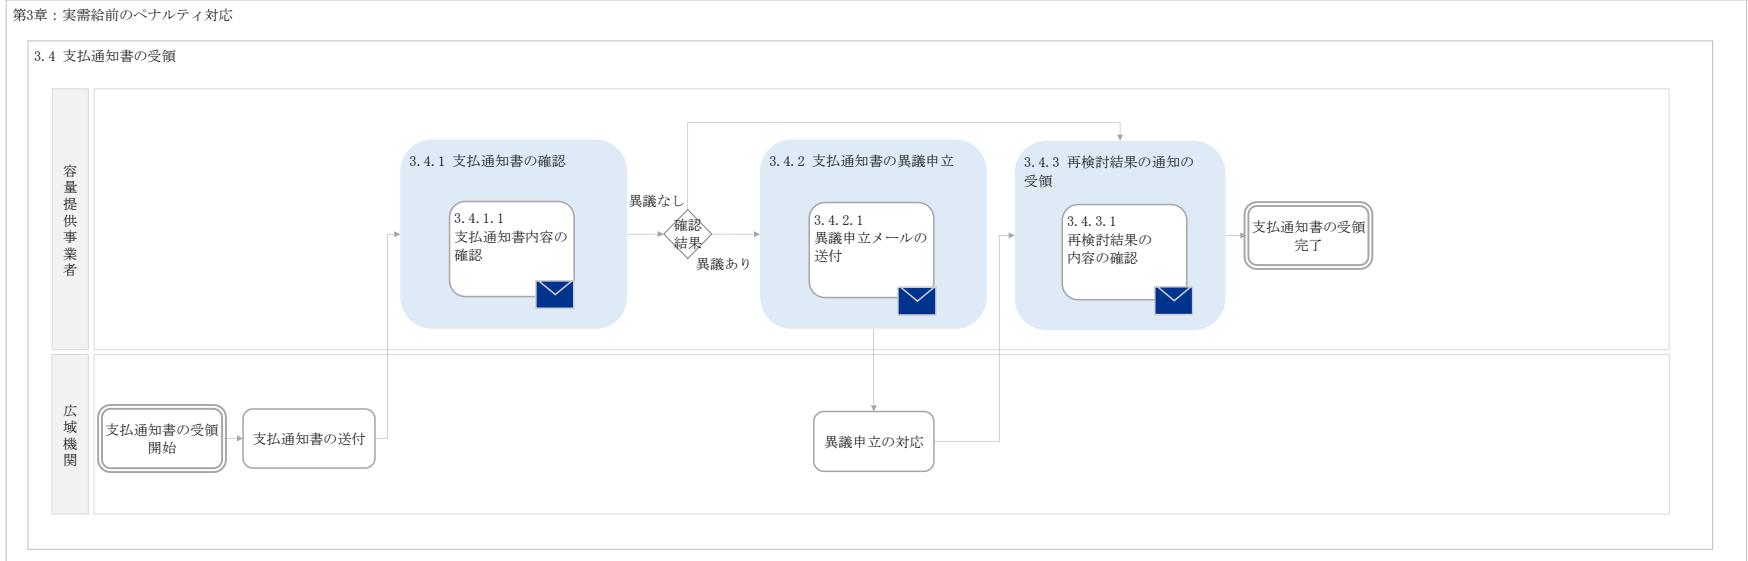 第3章：実需給前のペナルティ対応
3.4 支払通知書の受領
容量提供事業者
3.4.1 支払通知書の確認
3.4.1.1
支払通知書内容の
確認
異議なし
確認
結果
異議あり
3.4.2 支払通知書の異議申立
3.4.2.1
異議申立メールの
送付
3.4.3 再検討結果の通知の
受領
3.4.3.1
再検討結果の
内容の確認
支払通知書の受領
完了
広域機関
支払通知書の受領
開始
支払通知書の送付
異議申立の対応